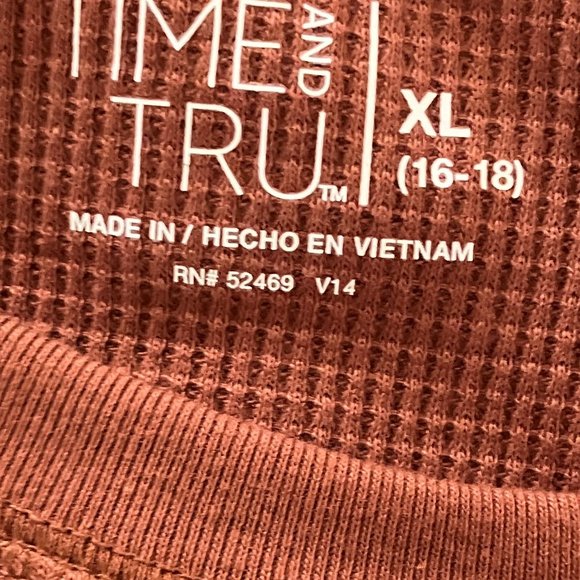 TIME AND
TRU™
XL
(16-18)
MADE IN / HECHO EN VIETNAM
RN# 52469 V14